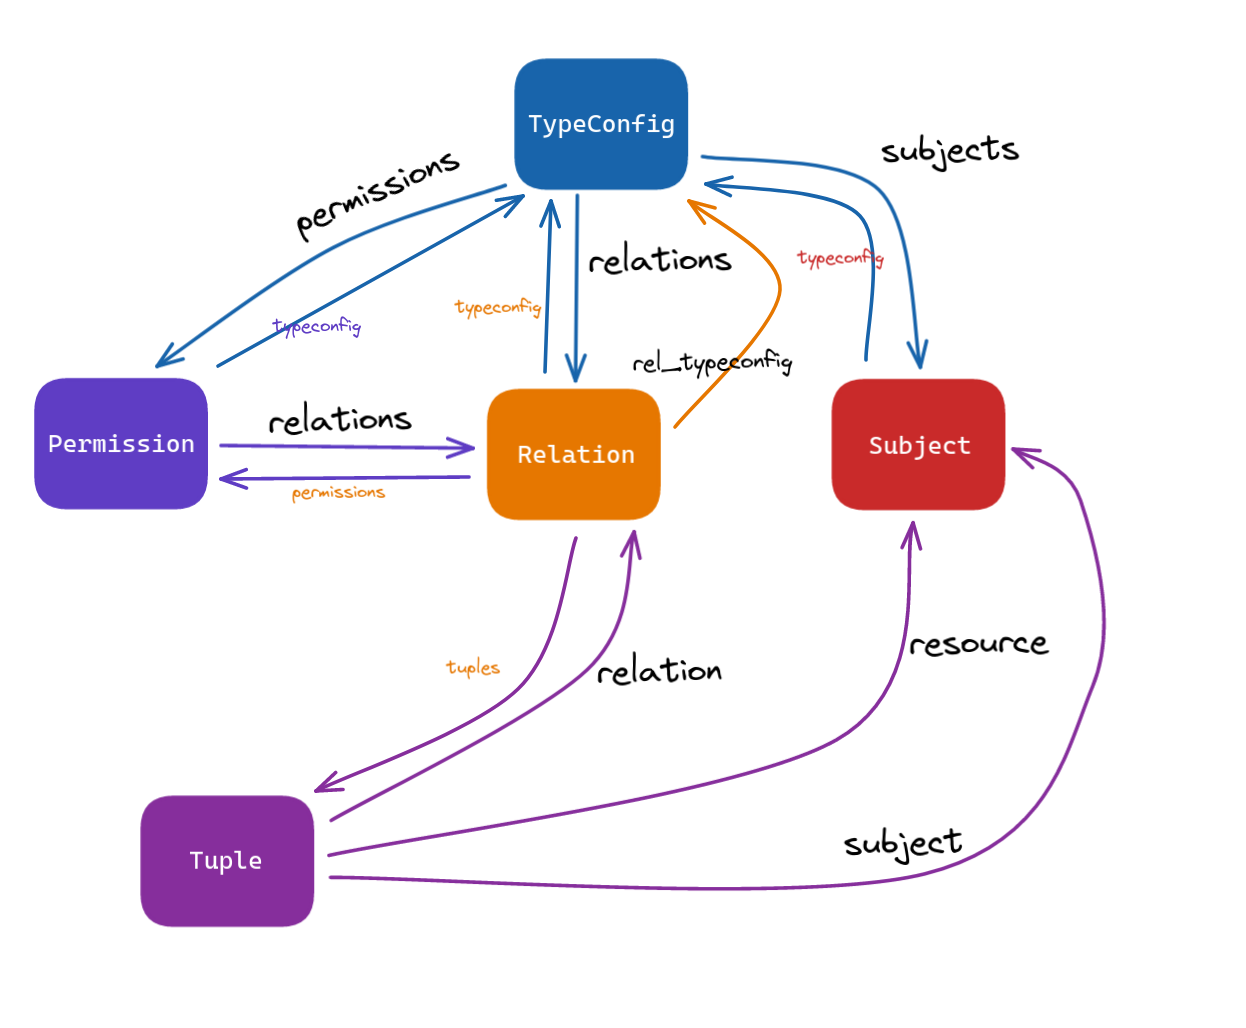 TypeConfig
permissions
subjects
relations
typeconfig
typeconfig
typeconfig
rel_typeconfig
Permission
relations
permissions
Relation
Subject
tuples
relation
resource
subject
Tuple